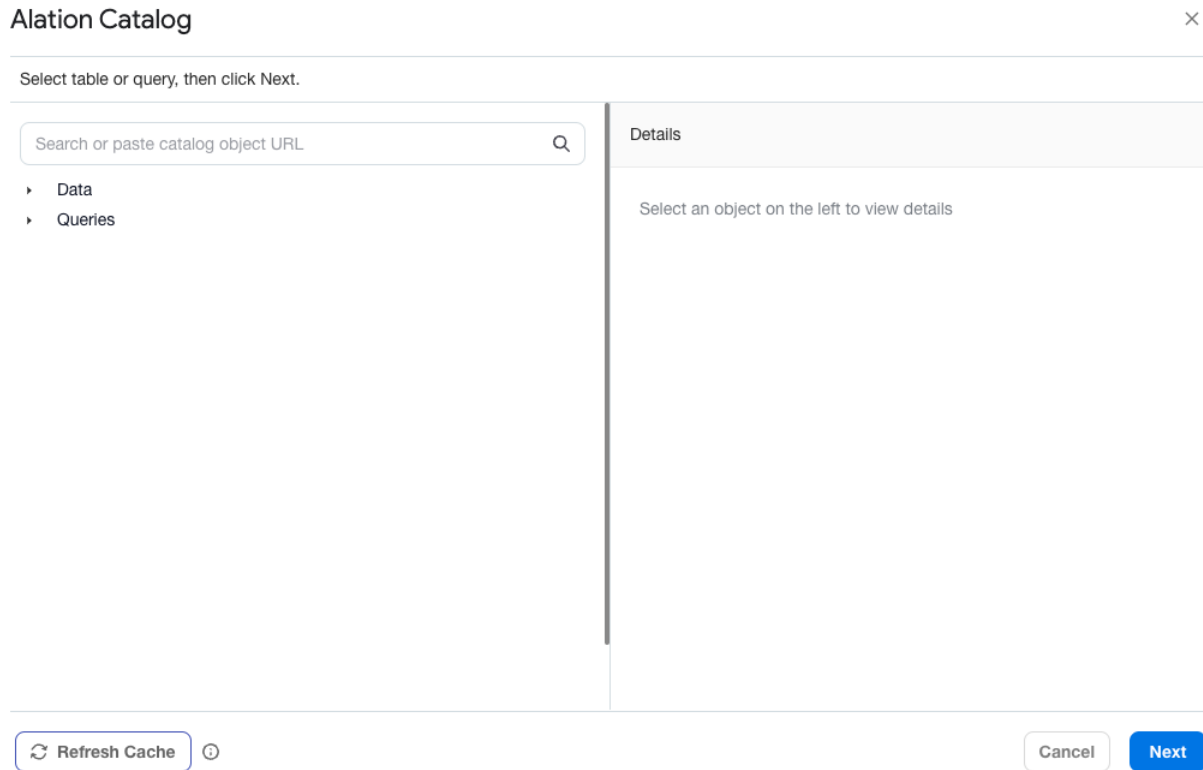 Alation Catalog
Select table or query, then click Next.
Search or paste catalog object URL
Data
Queries
Details
Select an object on the left to view details
Refresh Cache
Cancel
Next